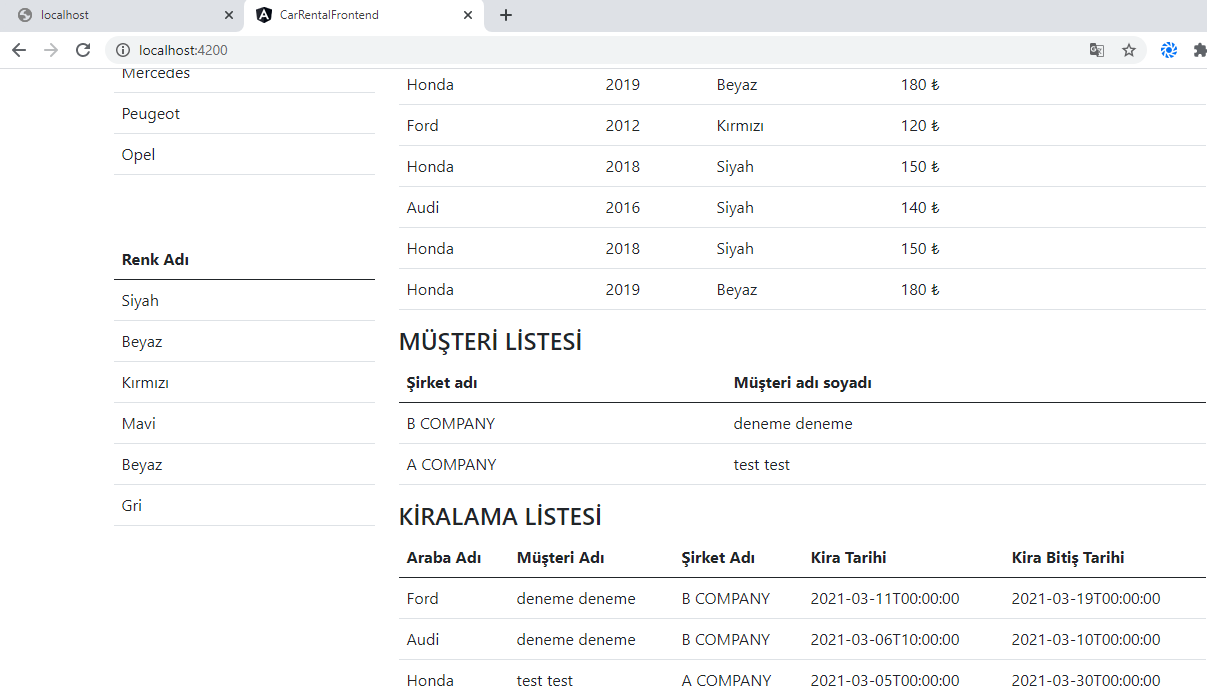 localhost
CarRentalFrontend
localhost:4200
Mercedes
Peugeot
Opel
Renk Adı
Siyah
Beyaz
Kırmızı
Mavi
Beyaz
Gri
Honda 2019 Beyaz 180 ₺
Ford 2012 Kırmızı 120 ₺
Honda 2018 Siyah 150 ₺
Audi 2016 Siyah 140 ₺
Honda 2018 Siyah 150 ₺
Honda 2019 Beyaz 180 ₺
MÜŞTERİ LİSTESİ
Şirket adı Müşteri adı soyadı
B COMPANY deneme deneme
A COMPANY test test
KİRALAMA LİSTESİ
Araba Adı Müşteri Adı Şirket Adı Kira Tarihi Kira Bitiş Tarihi
Ford deneme deneme B COMPANY 2021-03-11T00:00:00 2021-03-19T00:00:00
Audi deneme deneme B COMPANY 2021-03-06T10:00:00 2021-03-10T00:00:00
Honda test test A COMPANY 2021-03-05T00:00:00 2021-03-30T00:00:00